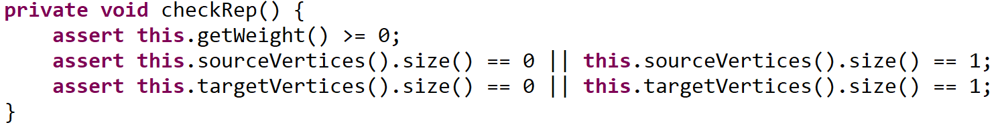 private void checkRep() {
    assert this.getWeight() >= 0;
    assert this.sourceVertices().size() == 0 || this.sourceVertices().size() == 1;
    assert this.targetVertices().size() == 0 || this.targetVertices().size() == 1;
}